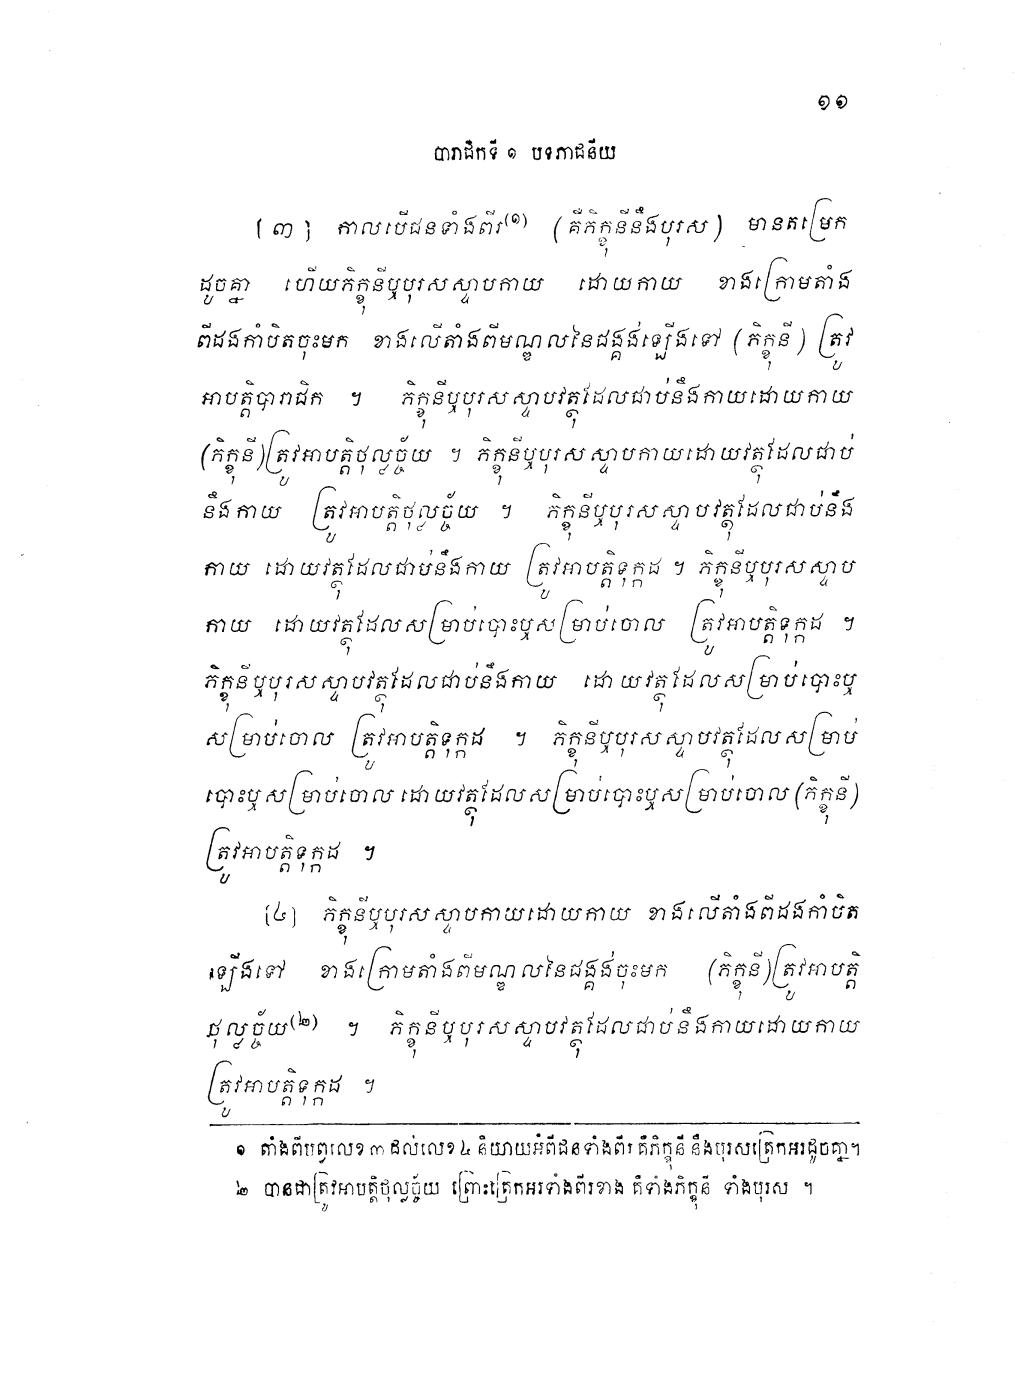 ១១
បារាជិកទី ១ បទភាជនីយ
[៣] កាលបើជនទាំងពីរ(១) (គឺភិក្ខុនីនឹងបុរស) មានតម្រេក
ដូចគ្នា ហើយភិក្ខុនីឬបុរសស្ទាបកាយ ដោយកាយ ខាងក្រោមតាំង
ពីដងកាំបិតចុះមក ខាងលើតាំងពីមណ្ឌលនៃជង្គង់ឡើងទៅ (ភិក្ខុនី) ត្រូវ
អាបត្តិបារាជិក ។ ភិក្ខុនីឬបុរសស្ទាបវត្ថុដែលជាប់នឹងកាយដោយកាយ
(ភិក្ខុនី)ត្រូវអាបត្តិថុល្លច្ច័យ ។ ភិក្ខុនីឬបុរសស្ទាបកាយដោយវត្ថុដែលជាប់
នឹងកាយ ត្រូវអាបត្តិថុល្លច្ច័យ ។ ភិក្ខុនីឬបុរសស្ទាបវត្ថុដែលជាប់នឹង
កាយ ដោយវត្ថុដែលជាប់នឹងកាយ ត្រូវអាបត្តិទុក្កដ ។ ភិក្ខុនីឬបុរសស្ទាប
កាយ ដោយវត្ថុដែលសម្រាប់បោះឬសម្រាប់ចោល ត្រូវអាបត្តិទុក្កដ ។
ភិក្ខុនីឬបុរសស្ទាបវត្ថុដែលជាប់នឹងកាយ ដោយវត្ថុដែលសម្រាប់បោះឬ
សម្រាប់ចោល ត្រូវអាបត្តិទុក្កដ ។ ភិក្ខុនីឬបុរសស្ទាបវត្ថុដែលសម្រាប់
បោះឬសម្រាប់ចោល ដោយវត្ថុដែលសម្រាប់បោះឬសម្រាប់ចោល (ភិក្ខុនី)
ត្រូវអាបត្តិទុក្កដ ។
[៤] ភិក្ខុនីឬបុរសស្ទាបកាយដោយកាយ ខាងលើតាំងពីដងកាំបិត
ឡើងទៅ ខាងក្រោមតាំងពីមណ្ឌលនៃជង្គង់ចុះមក (ភិក្ខុនី)ត្រូវអាបត្តិ
ថុល្លច្ច័យ(២) ។ ភិក្ខុនីឬបុរសស្ទាបវត្ថុដែលជាប់នឹងកាយដោយកាយ
ត្រូវអាបត្តិទុក្កដ ។
១ តាំងពីបព្វលេខ ៣ ដល់លេខ ៤ និយាយអំពីជនទាំងពីរ គឺភិក្ខុនី នឹងបុរសត្រេកអរដូចគ្នា។
២ បានជាត្រូវអាបត្តិថុល្លច្ច័យ ព្រោះត្រេកអរទាំងពីរខាង គឺទាំងភិក្ខុនី ទាំងបុរស ។